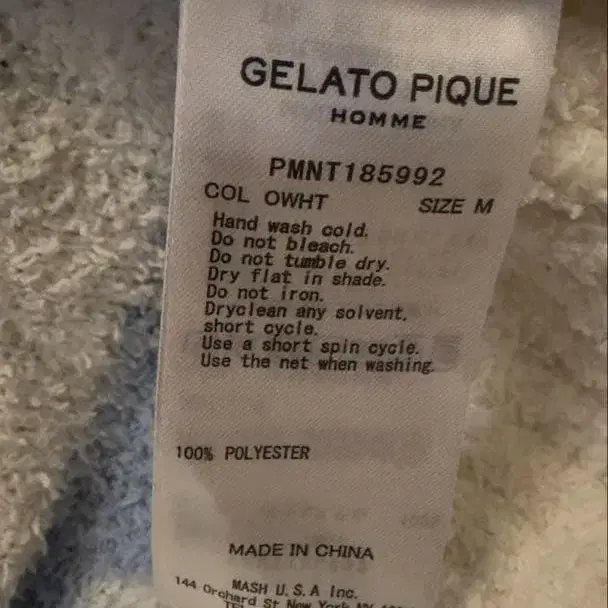 GELATO PIQUE
HOMME
PMNT185992
COL OWHT SIZE M
Hand wash cold.
Do not bleach.
Do not tumble dry.
Dry flat in shade.
Do not iron.
Dryclean any solvent,
short cycle.
Use a short spin cycle.
Use the net when washing.
100% POLYESTER
MADE IN CHINA
MASH U.S.A Inc.
144 Orchard St New York NY